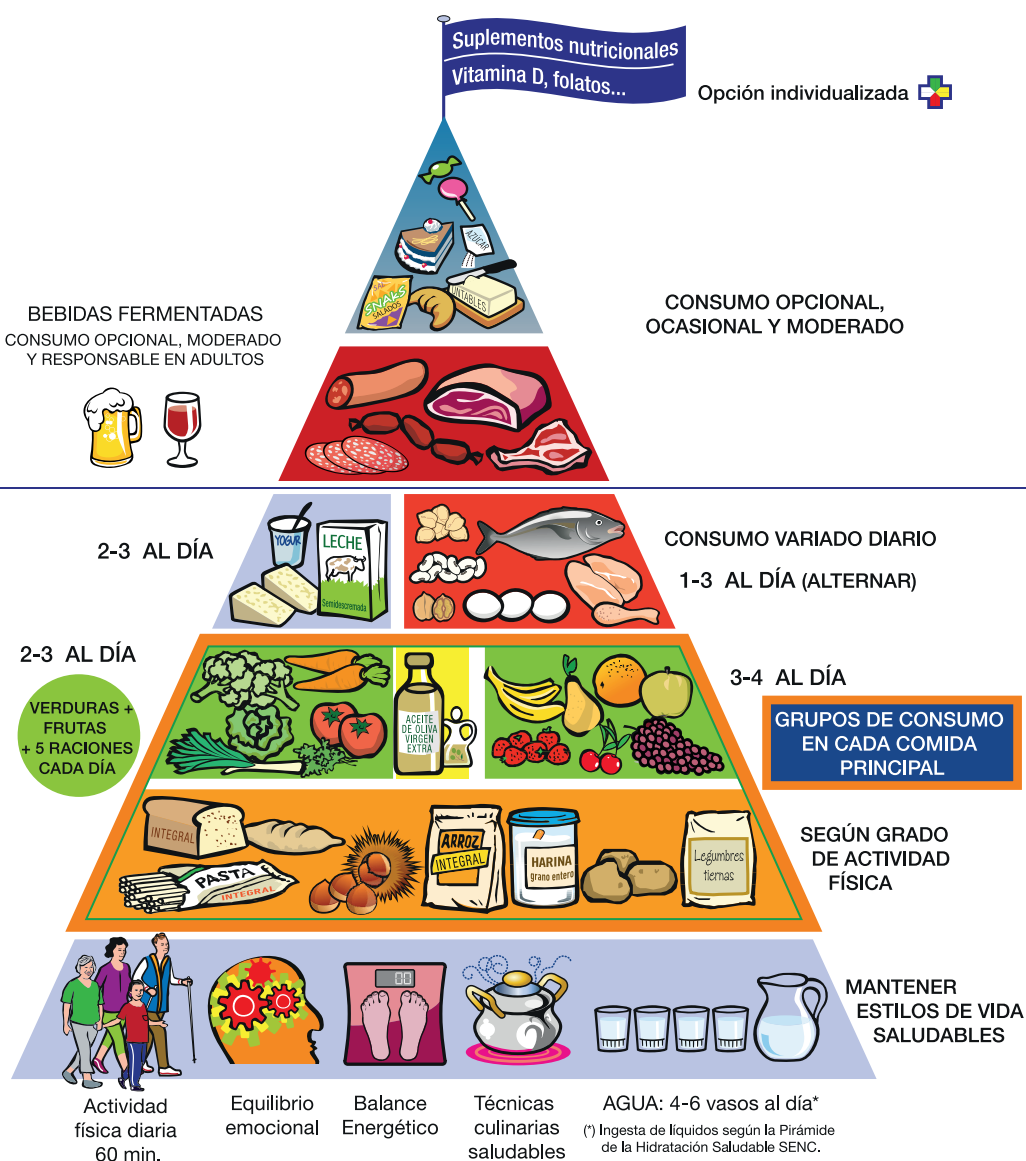 Suplementos nutricionales
Vitamina D, folatos...
Opción individualizada
AZÚCAR
UNTABLES
SAL
SNAKS
SALADOS
BEBIDAS FERMENTADAS
CONSUMO OPCIONAL, MODERADO
Y RESPONSABLE EN ADULTOS
CONSUMO OPCIONAL,
OCASIONAL Y MODERADO
2-3 AL DÍA
YOGUR
LECHE
Semidescremada
CONSUMO VARIADO DIARIO
1-3 AL DÍA (ALTERNAR)
2-3 AL DÍA
VERDURAS +
FRUTAS
+ 5 RACIONES
CADA DÍA
ACEITE
DE OLIVA
VIRGEN
EXTRA
3-4 AL DÍA
GRUPOS DE CONSUMO
EN CADA COMIDA
PRINCIPAL
INTEGRAL
PASTA
INTEGRAL
ARROZ
INTEGRAL
HARINA
grano entero
Legumbres
tiernas
SEGÚN GRADO
DE ACTIVIDAD
FÍSICA
00
MANTENER
ESTILOS DE VIDA
SALUDABLES
Actividad
física diaria
60 min.
Equilibrio
emocional
Balance
Energético
Técnicas
culinarias
saludables
AGUA: 4-6 vasos al día*
(*) Ingesta de líquidos según la Pirámide
de la Hidratación Saludable SENC.